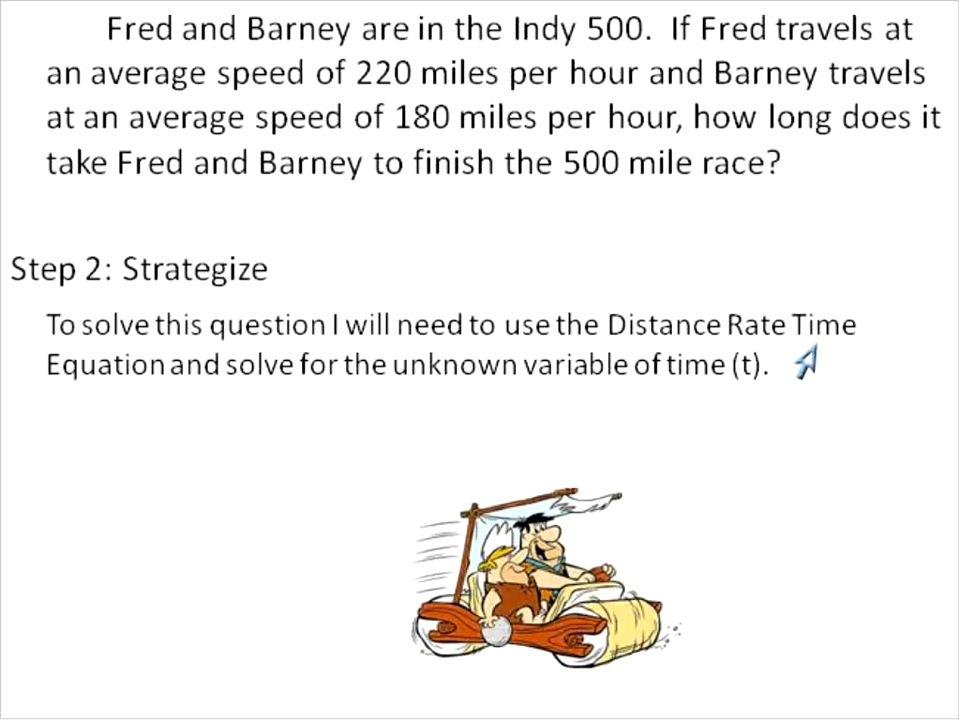 Fred and Barney are in the Indy 500. If Fred travels at
an average speed of 220 miles per hour and Barney travels
at an average speed of 180 miles per hour, how long does it
take Fred and Barney to finish the 500 mile race?
Step 2: Strategize
To solve this question I will need to use the Distance Rate Time
Equation and solve for the unknown variable of time (t).